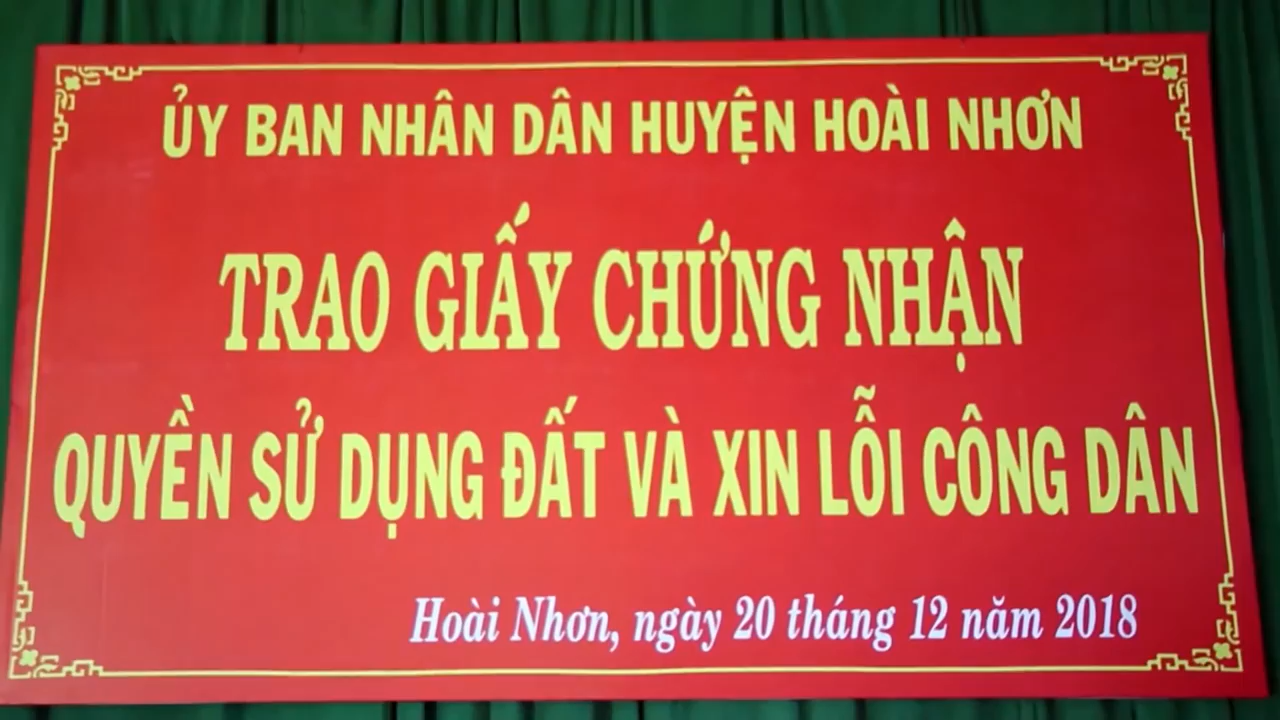 ỦY BAN NHÂN DÂN HUYỆN HOÀI NHƠN
TRAO GIẤY CHỨNG NHẬN
QUYỀN SỬ DỤNG ĐẤT VÀ XIN LỖI CÔNG DÂN
Hoài Nhơn, ngày 20 tháng 12 năm 2018